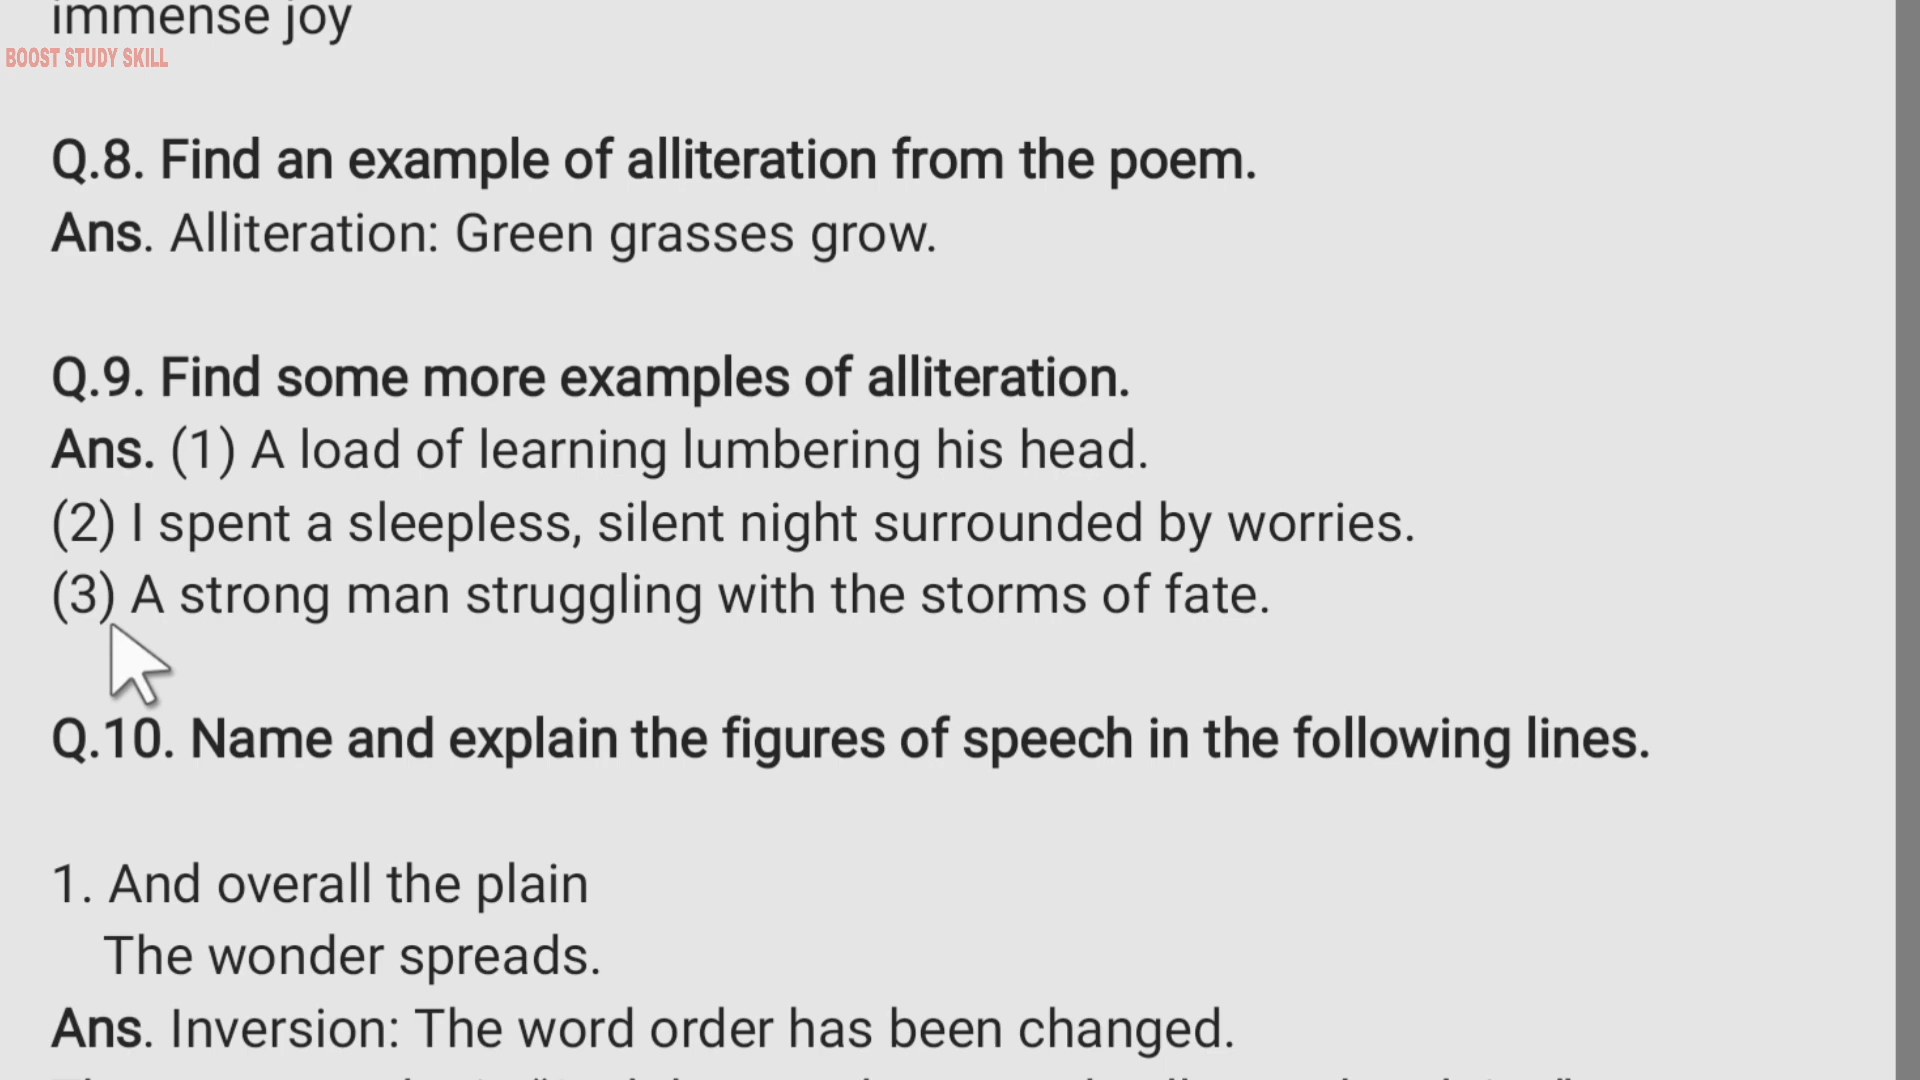 immense joy
BOOST STUDY SKILL
Q.8. Find an example of alliteration from the poem.
Ans. Alliteration: Green grasses grow.
Q.9. Find some more examples of alliteration.
Ans. (1) A load of learning lumbering his head.
(2) I spent a sleepless, silent night surrounded by worries.
(3) A strong man struggling with the storms of fate.
Q.10. Name and explain the figures of speech in the following lines.
1. And overall the plain
The wonder spreads.
Ans. Inversion: The word order has been changed.